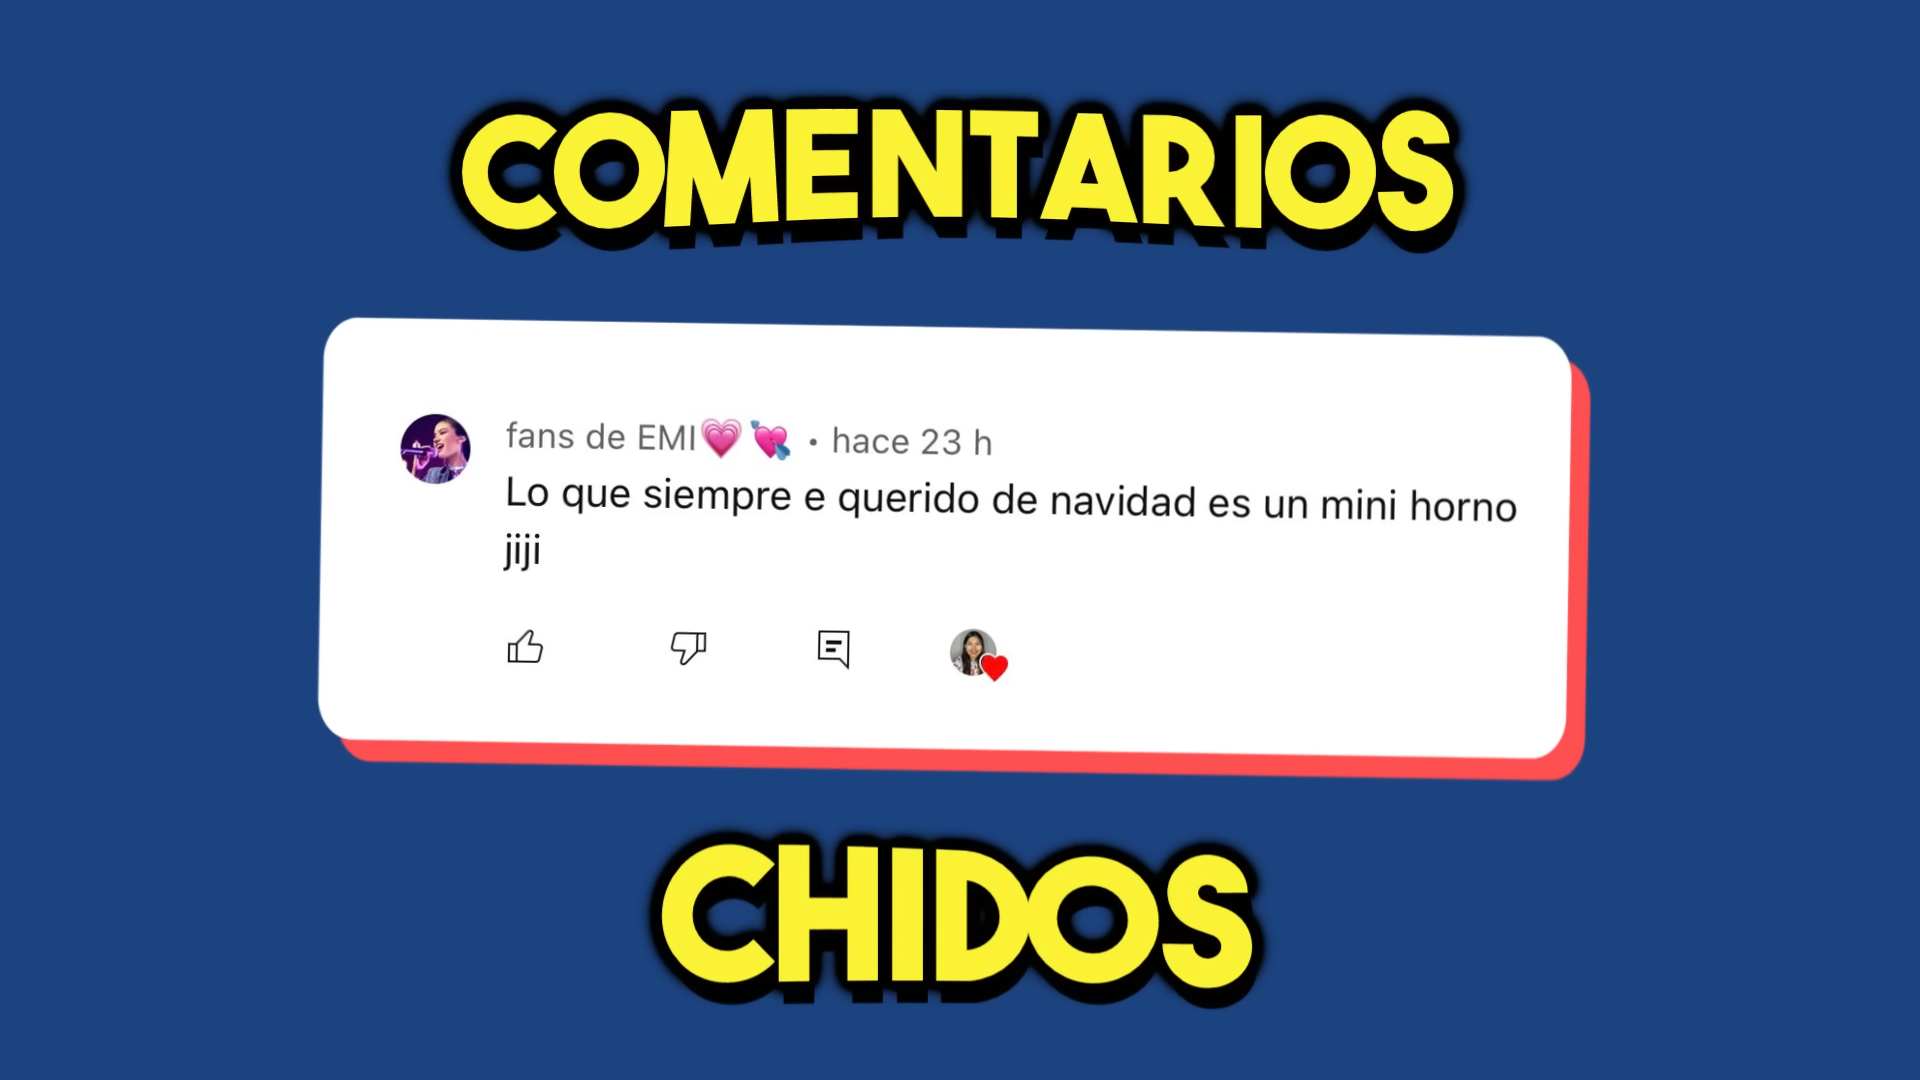 COMENTARIOS
fans de EMI💗💘 • hace 23 h
Lo que siempre e querido de navidad es un mini horno
jiji
CHIDOS